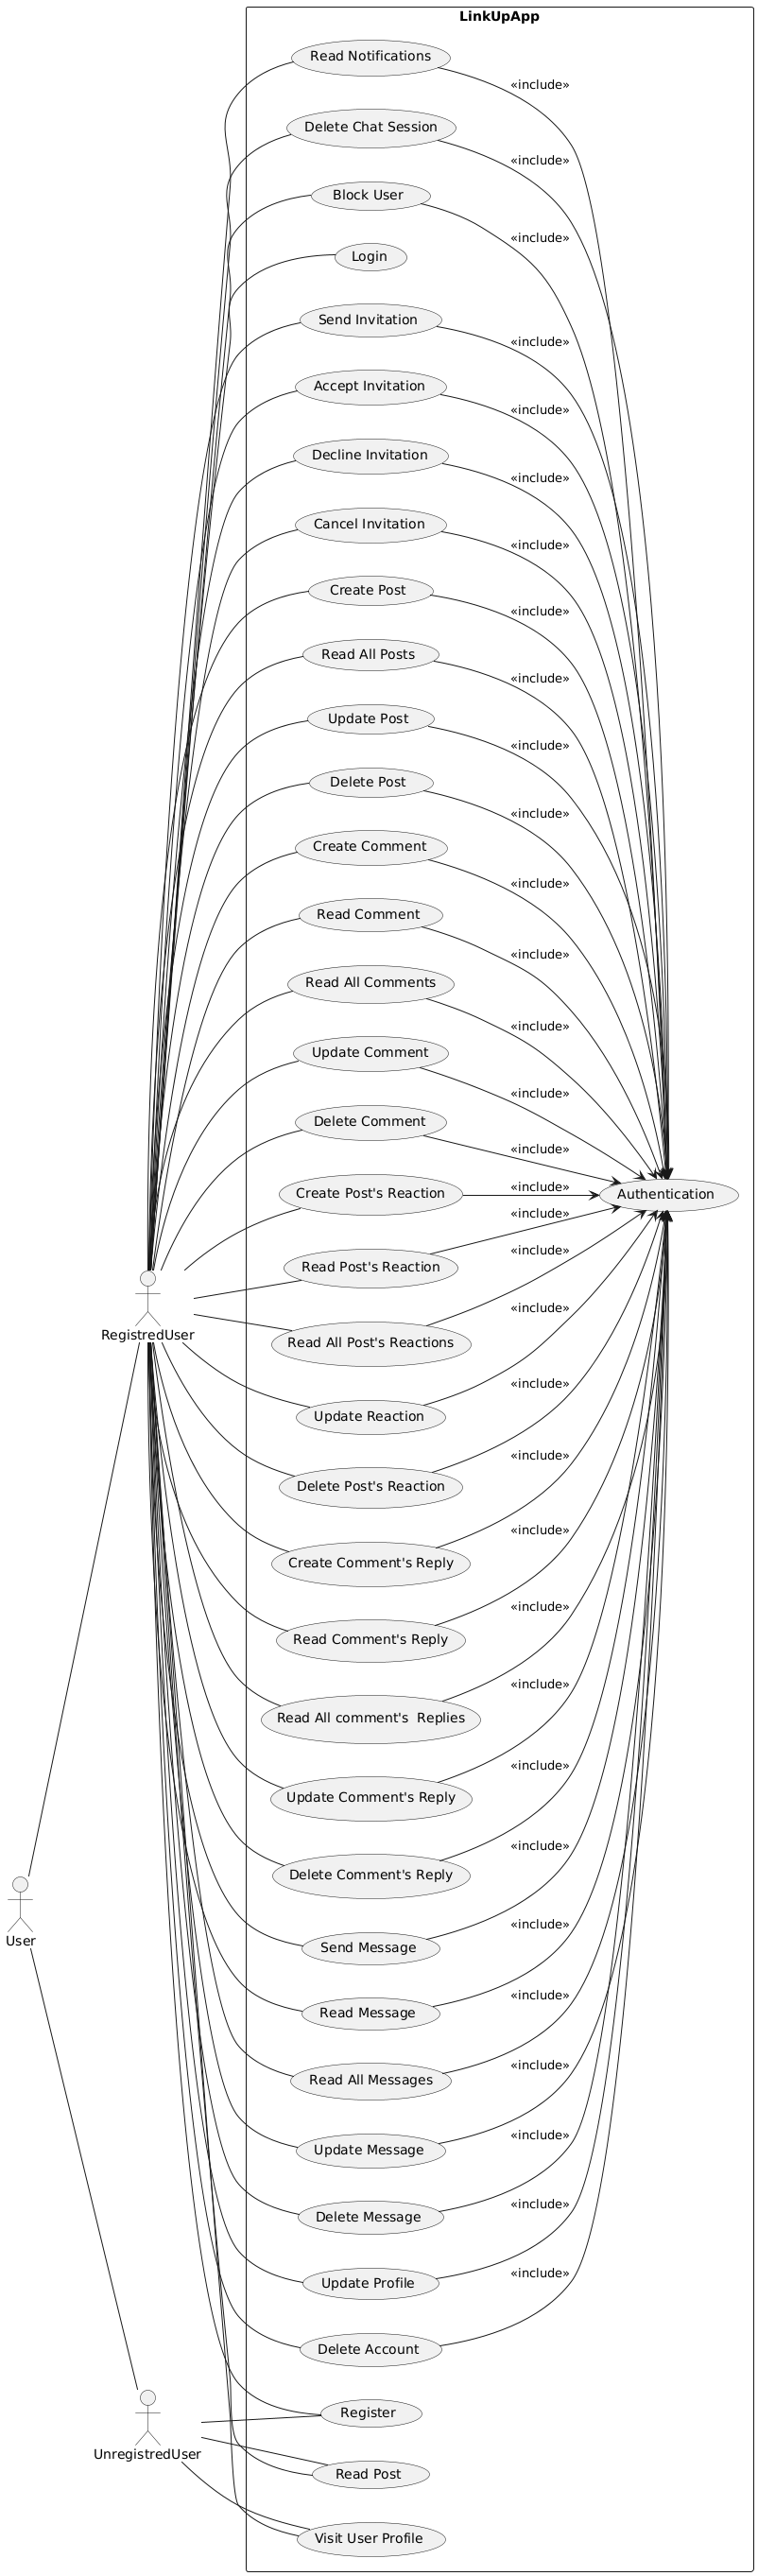 LinkUpApp
Read Notifications
«include»
Delete Chat Session
«include»
Block User
«include»
Login
Send Invitation
«include»
Accept Invitation
«include»
Decline Invitation
«include»
Cancel Invitation
«include»
Create Post
«include»
Read All Posts
«include»
Update Post
«include»
Delete Post
«include»
Create Comment
«include»
Read Comment
«include»
Read All Comments
«include»
Update Comment
«include»
Delete Comment
«include»
Create Post's Reaction
«include»
Authentication
«include»
Read Post's Reaction
«include»
RegistredUser
Read All Post's Reactions
«include»
Update Reaction
«include»
Delete Post's Reaction
«include»
Create Comment's Reply
«include»
Read Comment's Reply
«include»
Read All comment's  Replies
«include»
Update Comment's Reply
«include»
Delete Comment's Reply
«include»
User
Send Message
«include»
Read Message
«include»
Read All Messages
«include»
Update Message
«include»
Delete Message
«include»
Update Profile
«include»
Delete Account
Register
UnregistredUser
Read Post
Visit User Profile